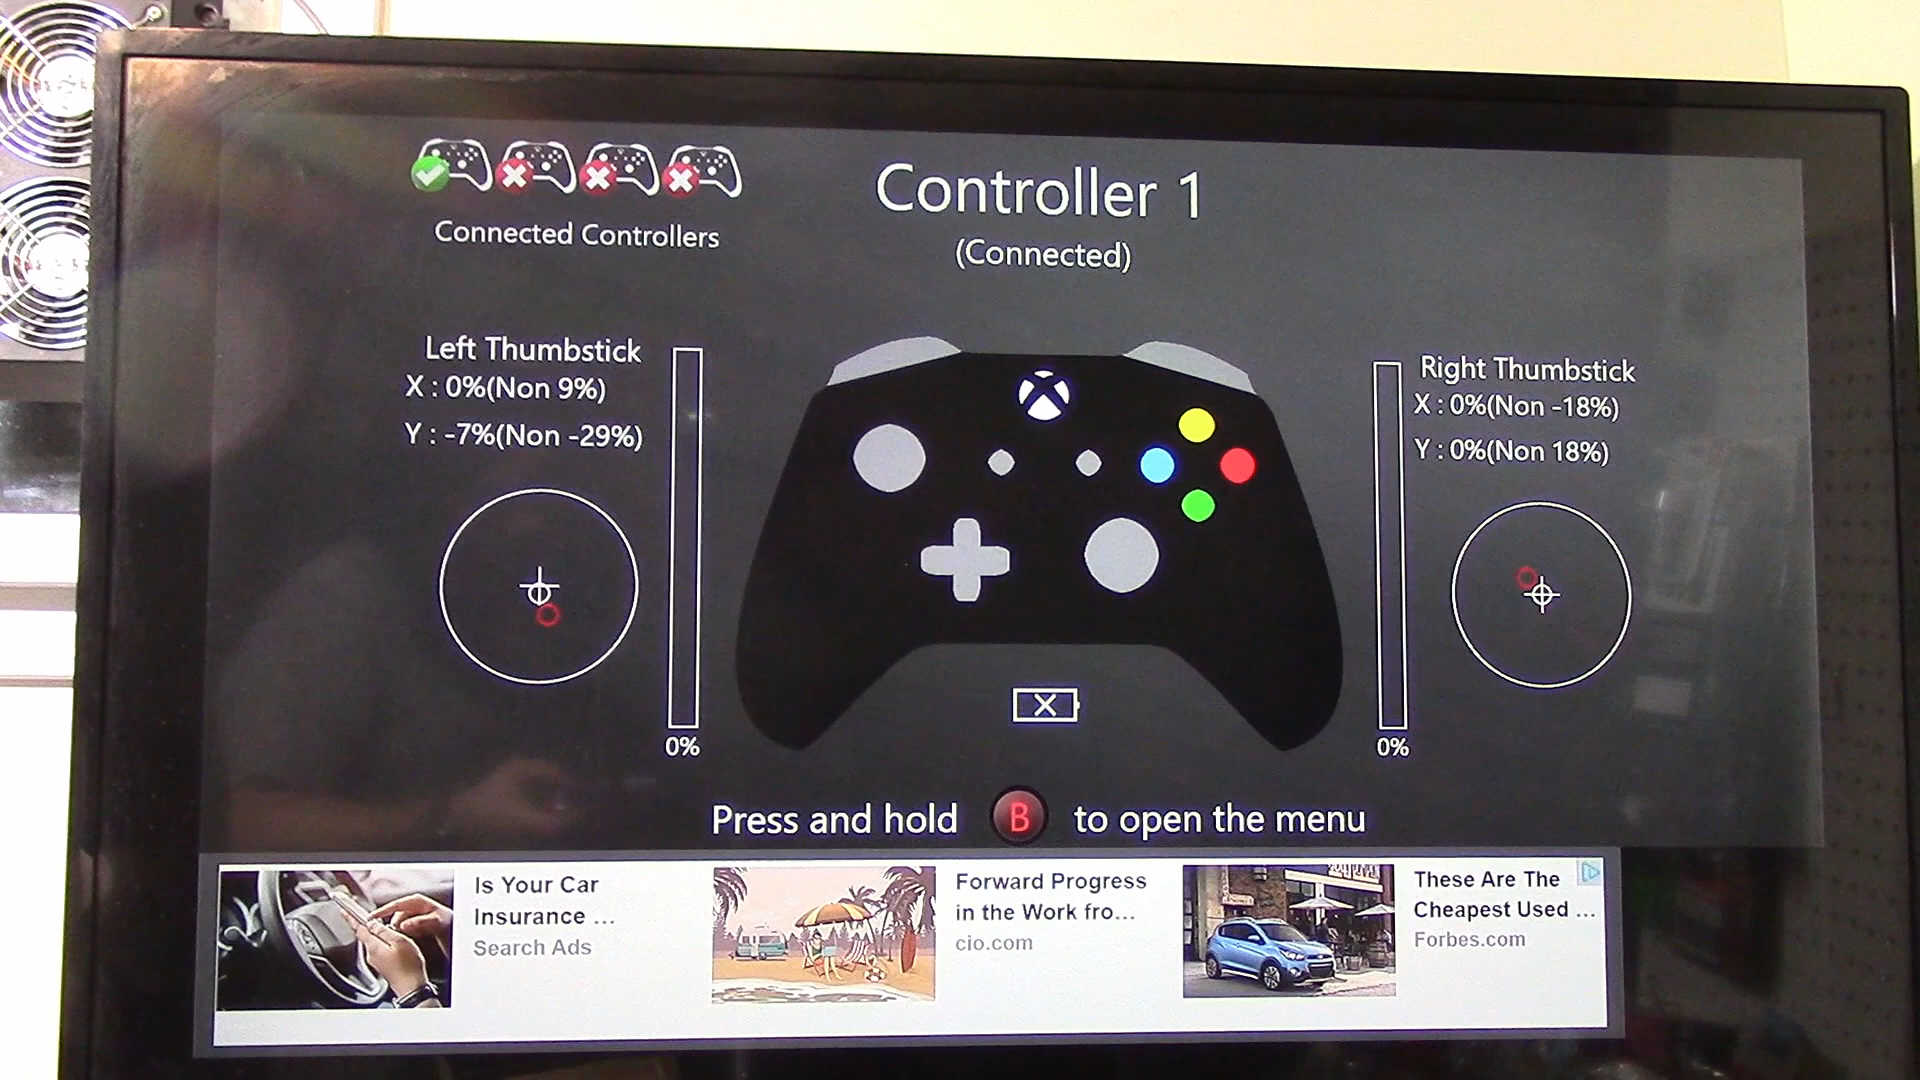 Controller 1
(Connected)
Connected Controllers
Left Thumbstick
X : 0%(Non 9%)
Y : -7%(Non -29%)
0%
Right Thumbstick
X : 0%(Non -18%)
Y : 0%(Non 18%)
0%
Press and hold B to open the menu
Is Your Car
Insurance ...
Search Ads
Forward Progress
in the Work fro...
cio.com
These Are The
Cheapest Used ...
Forbes.com